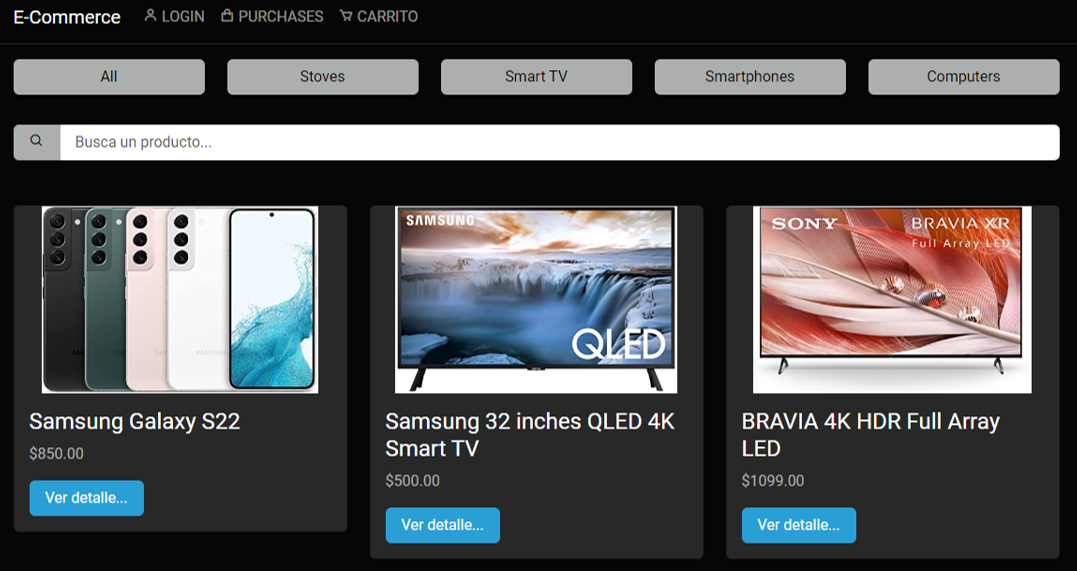 E-Commerce LOGIN PURCHASES CARRITO
All Stoves Smart TV Smartphones Computers
Busca un producto...
SAMSUNG
QLED
SONY BRAVIA XR
Full Array LED
Samsung Galaxy S22
$850.00
Ver detalle...
Samsung 32 inches QLED 4K
Smart TV
$500.00
Ver detalle...
BRAVIA 4K HDR Full Array
LED
$1099.00
Ver detalle...